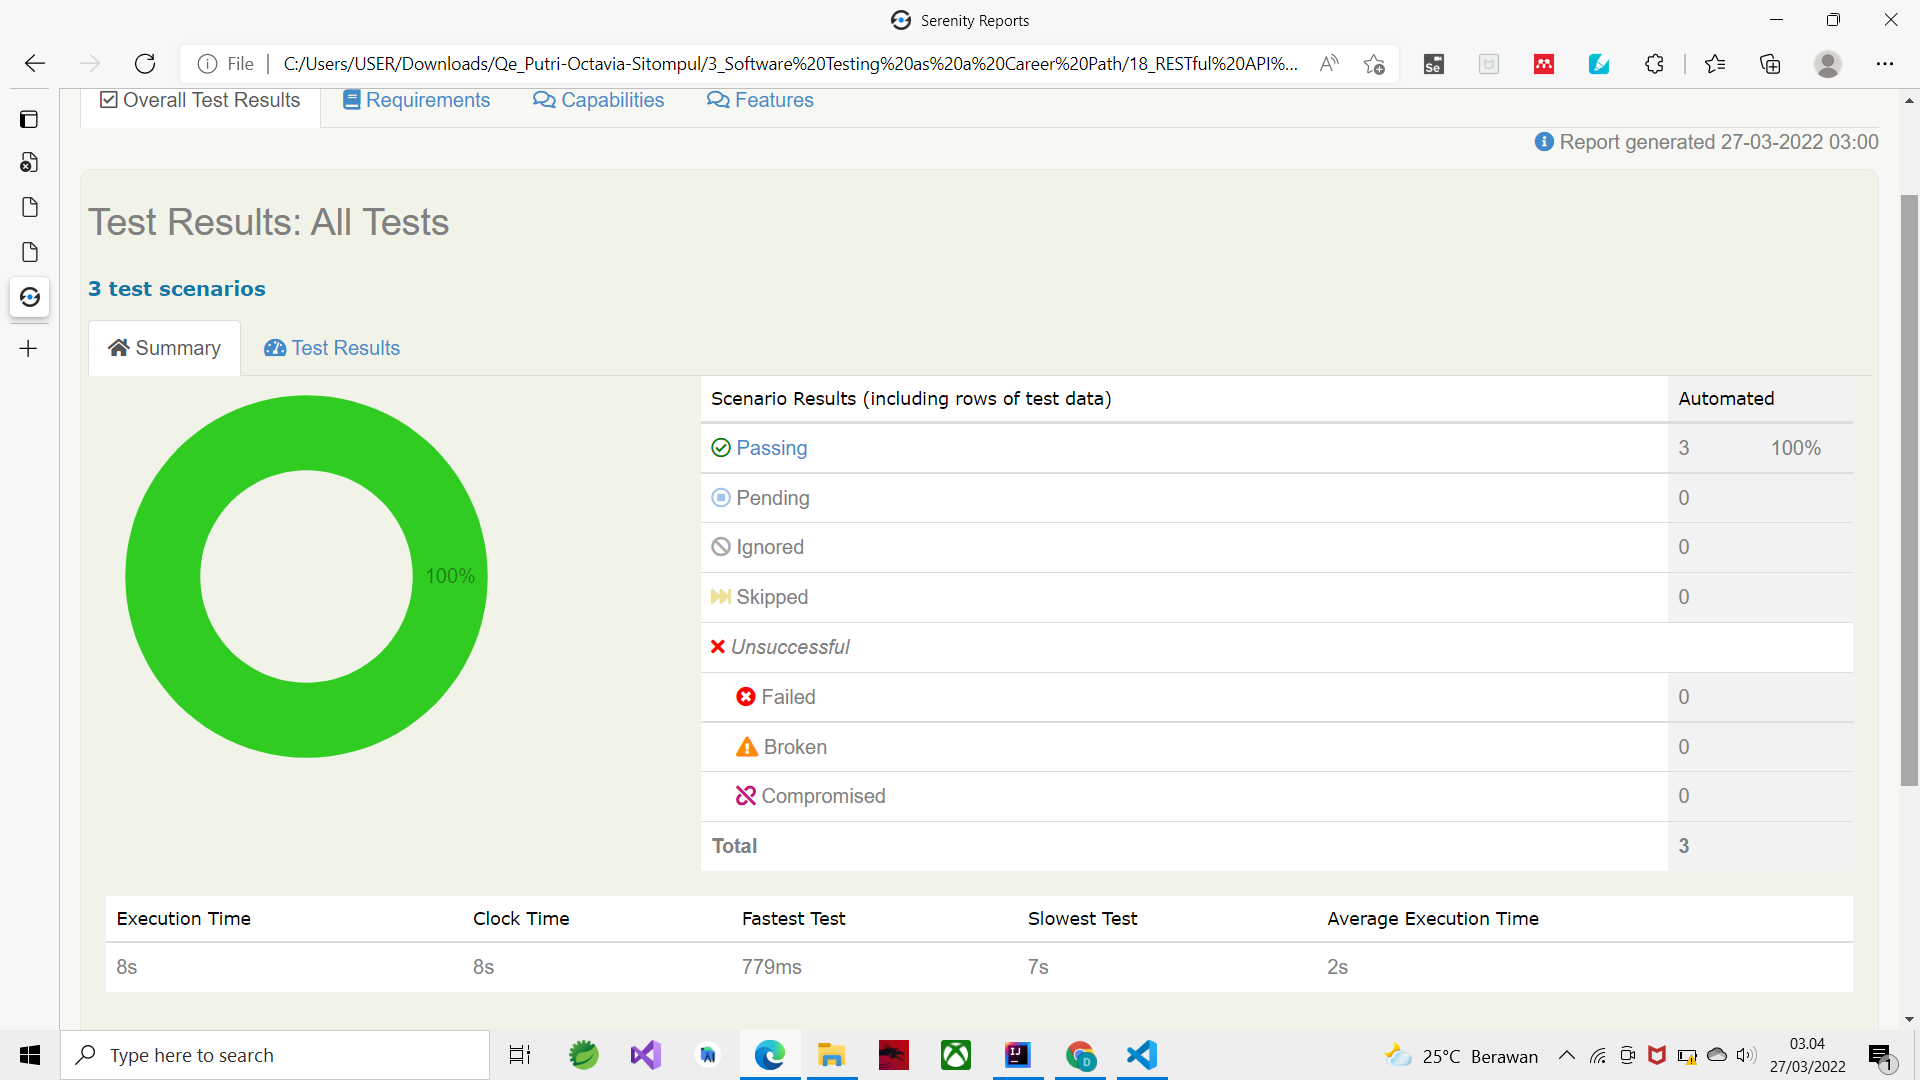 Serenity Reports
File
C:/Users/USER/Downloads/Qe_Putri-Octavia-Sitompul/3_Software%20Testing%20as%20a%20Career%20Path/18_RESTful%20API%...
Overall Test Results Requirements Capabilities Features
Report generated 27-03-2022 03:00
Test Results: All Tests
3 test scenarios
Summary Test Results
Scenario Results (including rows of test data) Automated
Passing 3 100%
Pending 0
Ignored 0
Skipped 0
Unsuccessful
Failed 0
Broken 0
Compromised 0
Total 3
100%
Execution Time Clock Time Fastest Test Slowest Test Average Execution Time
8s 8s 779ms 7s 2s
Type here to search
25°C Berawan
03.04
27/03/2022
1